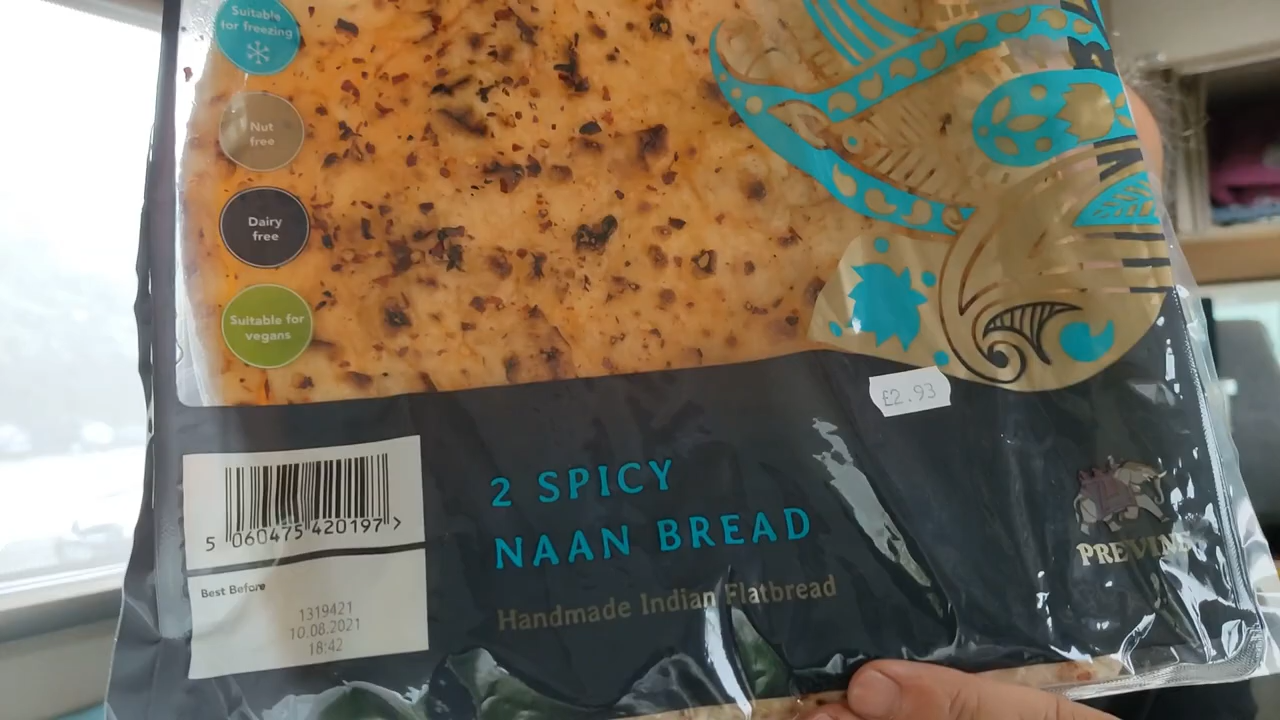 Suitable
for freezing
Nut
free
Dairy
free
Suitable for
vegans
£2.93
5 060475 420197 >
Best Before
1319421
10.08.2021
18:42
2 SPICY
NAAN BREAD
Handmade Indian Flatbread